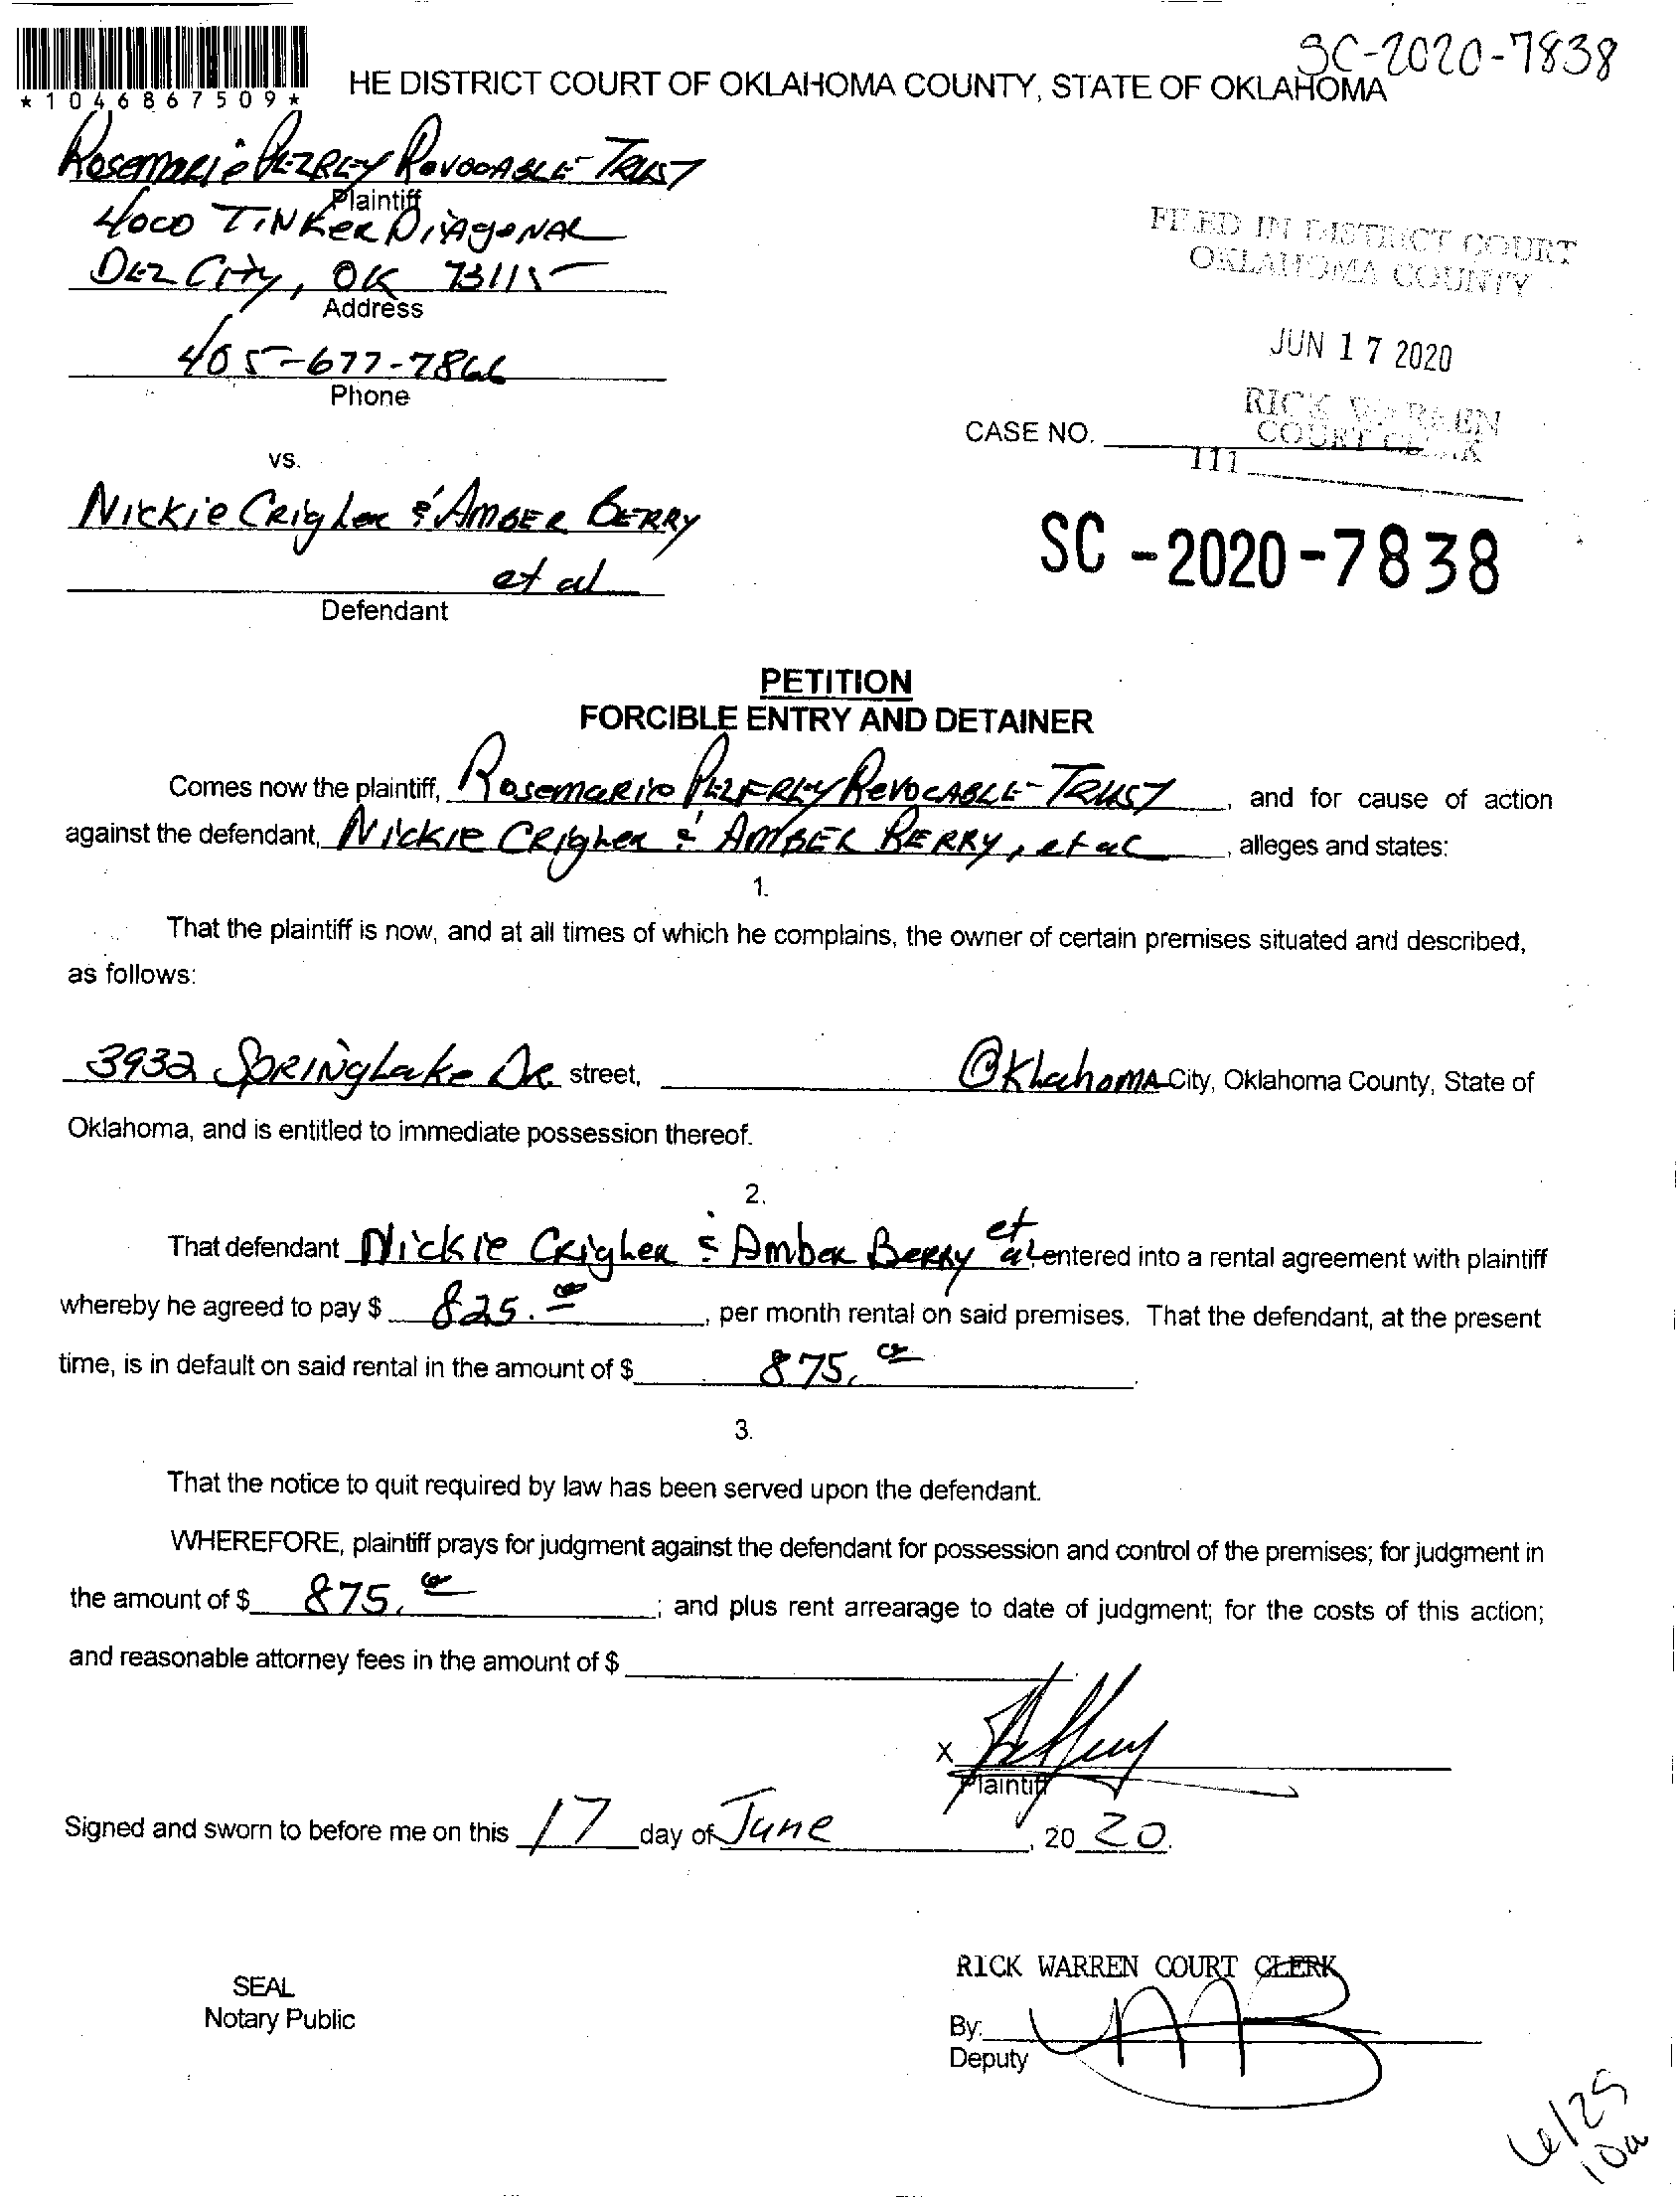 SC-2020-7838
*1046867509*
HE DISTRICT COURT OF OKLAHOMA COUNTY, STATE OF OKLAHOMA
Rosemarie Revocable Trust
Plaintiff
4000 Tinker Diagonal
Del City, OK 73115
Address
405-677-7866
Phone
FILED IN DISTRICT COURT
OKLAHOMA COUNTY
JUN 17 2020
RICK WARREN
COURT CLERK
CASE NO.
111
vs.
Nickie Crigler & Amber Berry
et al
Defendant
SC-2020-7838
PETITION
FORCIBLE ENTRY AND DETAINER
Comes now the plaintiff, Rosemarie Revocable Trust, and for cause of action
against the defendant, Nickie Crigler & Amber Berry, et al, alleges and states:
1.
That the plaintiff is now, and at all times of which he complains, the owner of certain premises situated and described,
as follows:
3932 Springlake Dr street, Oklahoma City, Oklahoma County, State of
Oklahoma, and is entitled to immediate possession thereof.
2.
That defendant Nickie Crigler & Amber Berry et al entered into a rental agreement with plaintiff
whereby he agreed to pay $ 825.00, per month rental on said premises. That the defendant, at the present
time, is in default on said rental in the amount of $ 875.00.
3.
That the notice to quit required by law has been served upon the defendant.
WHEREFORE, plaintiff prays for judgment against the defendant for possession and control of the premises; for judgment in
the amount of $ 875.00; and plus rent arrearage to date of judgment; for the costs of this action;
and reasonable attorney fees in the amount of $
X
Plaintiff
Signed and sworn to before me on this 17 day of June, 2020.
SEAL
Notary Public
RICK WARREN COURT CLERK
By:
Deputy
6/25
10a